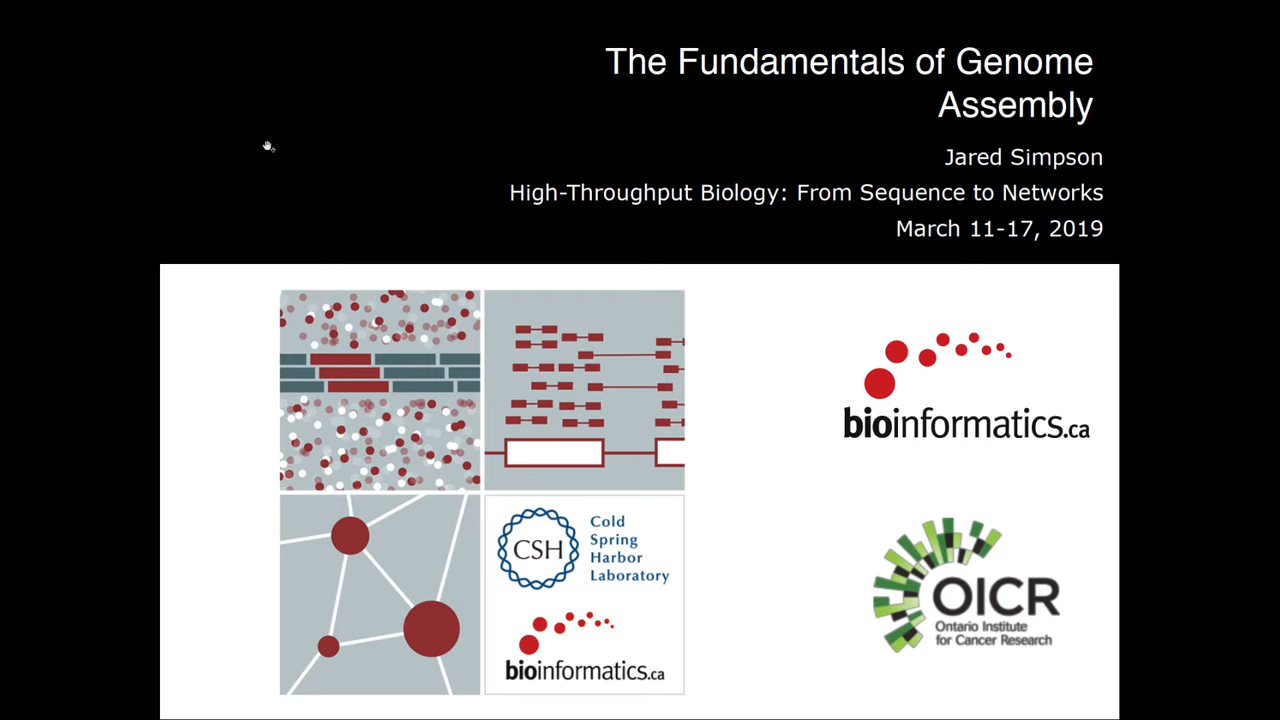 The Fundamentals of Genome
Assembly
Jared Simpson
High-Throughput Biology: From Sequence to Networks
March 11-17, 2019
bioinformatics.ca
CSH
Cold
Spring
Harbor
Laboratory
bioinformatics.ca
OICR
Ontario Institute
for Cancer Research